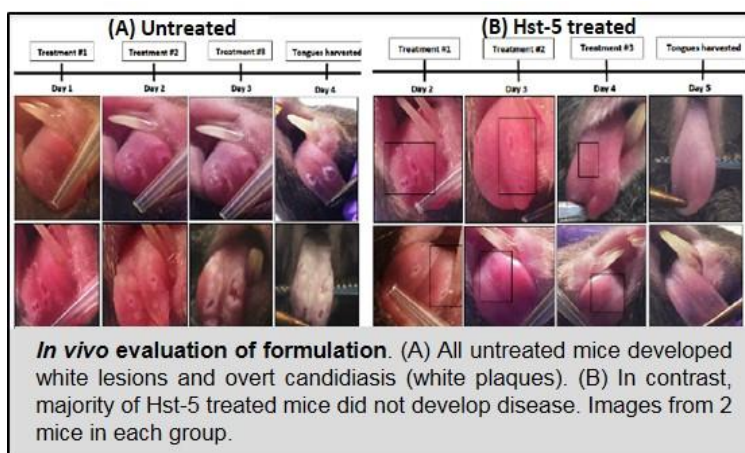 (A) Untreated
(B) Hst-5 treated
Treatment #1 Treatment #2 Treatment #3 Tongues harvested
Day 1 Day 2 Day 3 Day 4
Treatment #1 Treatment #2 Treatment #3 Tongues harvested
Day 2 Day 3 Day 4 Day 5
In vivo evaluation of formulation. (A) All untreated mice developed
white lesions and overt candidiasis (white plaques). (B) In contrast,
majority of Hst-5 treated mice did not develop disease. Images from 2
mice in each group.